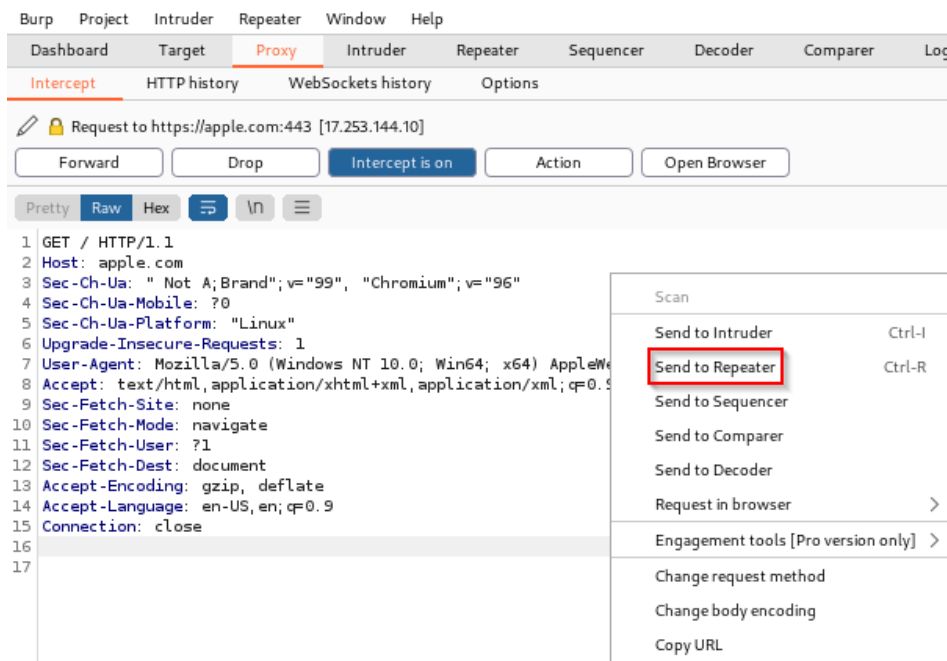 Burp Project Intruder Repeater Window Help
Dashboard Target Proxy Intruder Repeater Sequencer Decoder Comparer
Intercept HTTP history WebSockets history Options
Request to https://apple.com:443 [17.253.144.10]
Forward Drop Intercept is on Action Open Browser
Pretty Raw Hex \n
1 GET / HTTP/1.1
2 Host: apple.com
3 Sec-Ch-Ua: " Not A;Brand";v="99", "Chromium";v="96"
4 Sec-Ch-Ua-Mobile: ?0
5 Sec-Ch-Ua-Platform: "Linux"
6 Upgrade-Insecure-Requests: 1
7 User-Agent: Mozilla/5.0 (Windows NT 10.0; Win64; x64)
8 Accept: text/html,application/xhtml+xml,application/xml;
9 Sec-Fetch-Site: none
10 Sec-Fetch-Mode: navigate
11 Sec-Fetch-User: ?1
12 Sec-Fetch-Dest: document
13 Accept-Encoding: gzip, deflate
14 Accept-Language: en-US,en;q=0.9
15 Connection: close
16
17
Scan
Send to Intruder Ctrl-I
Send to Repeater Ctrl-R
Send to Sequencer
Send to Comparer
Send to Decoder
Request in browser
Engagement tools [Pro version only]
Change request method
Change body encoding
Copy URL